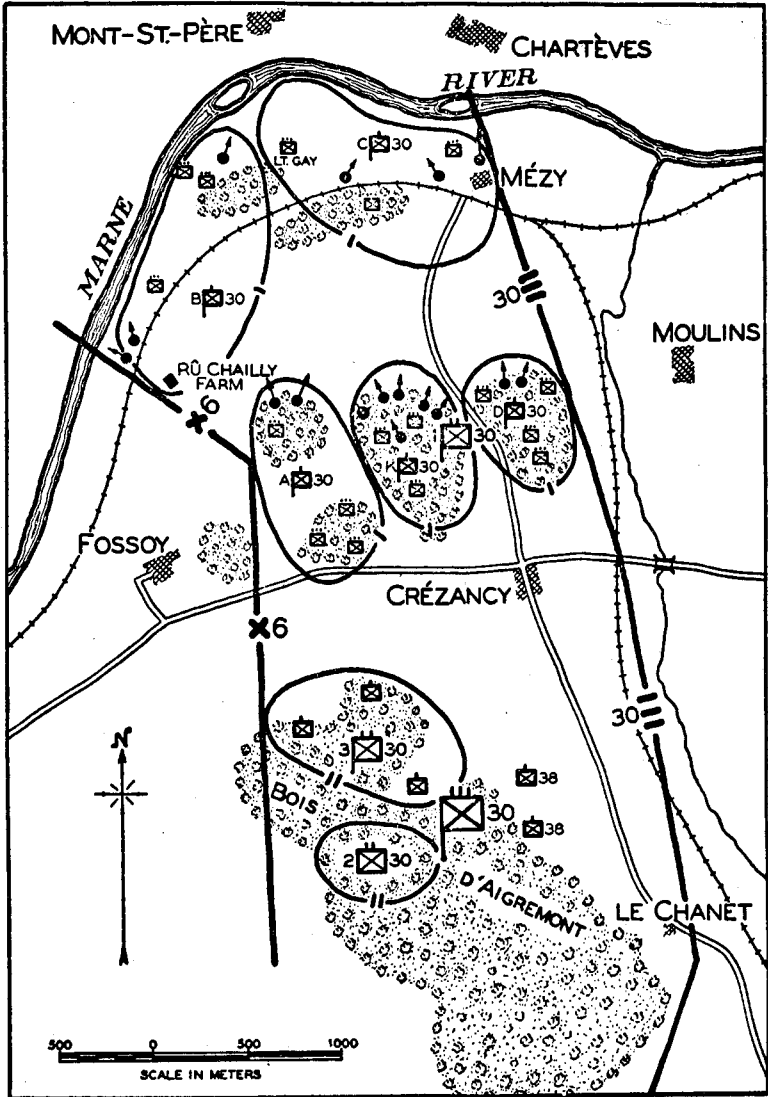 MONT-ST.-PÈRE
CHARTÈVES
RIVER
C 30
LT. GAY
MÉZY
MARNE
B 30
30
MOULINS
RÛ CHAILLY
FARM
6
D 30
1 30
K 30
A 30
FOSSOY
CRÉZANCY
6
30
3 30
BOIS
38
30
38
2 30
D'AIGREMONT
LE CHANET
N
500 0 500 1000
SCALE IN METERS